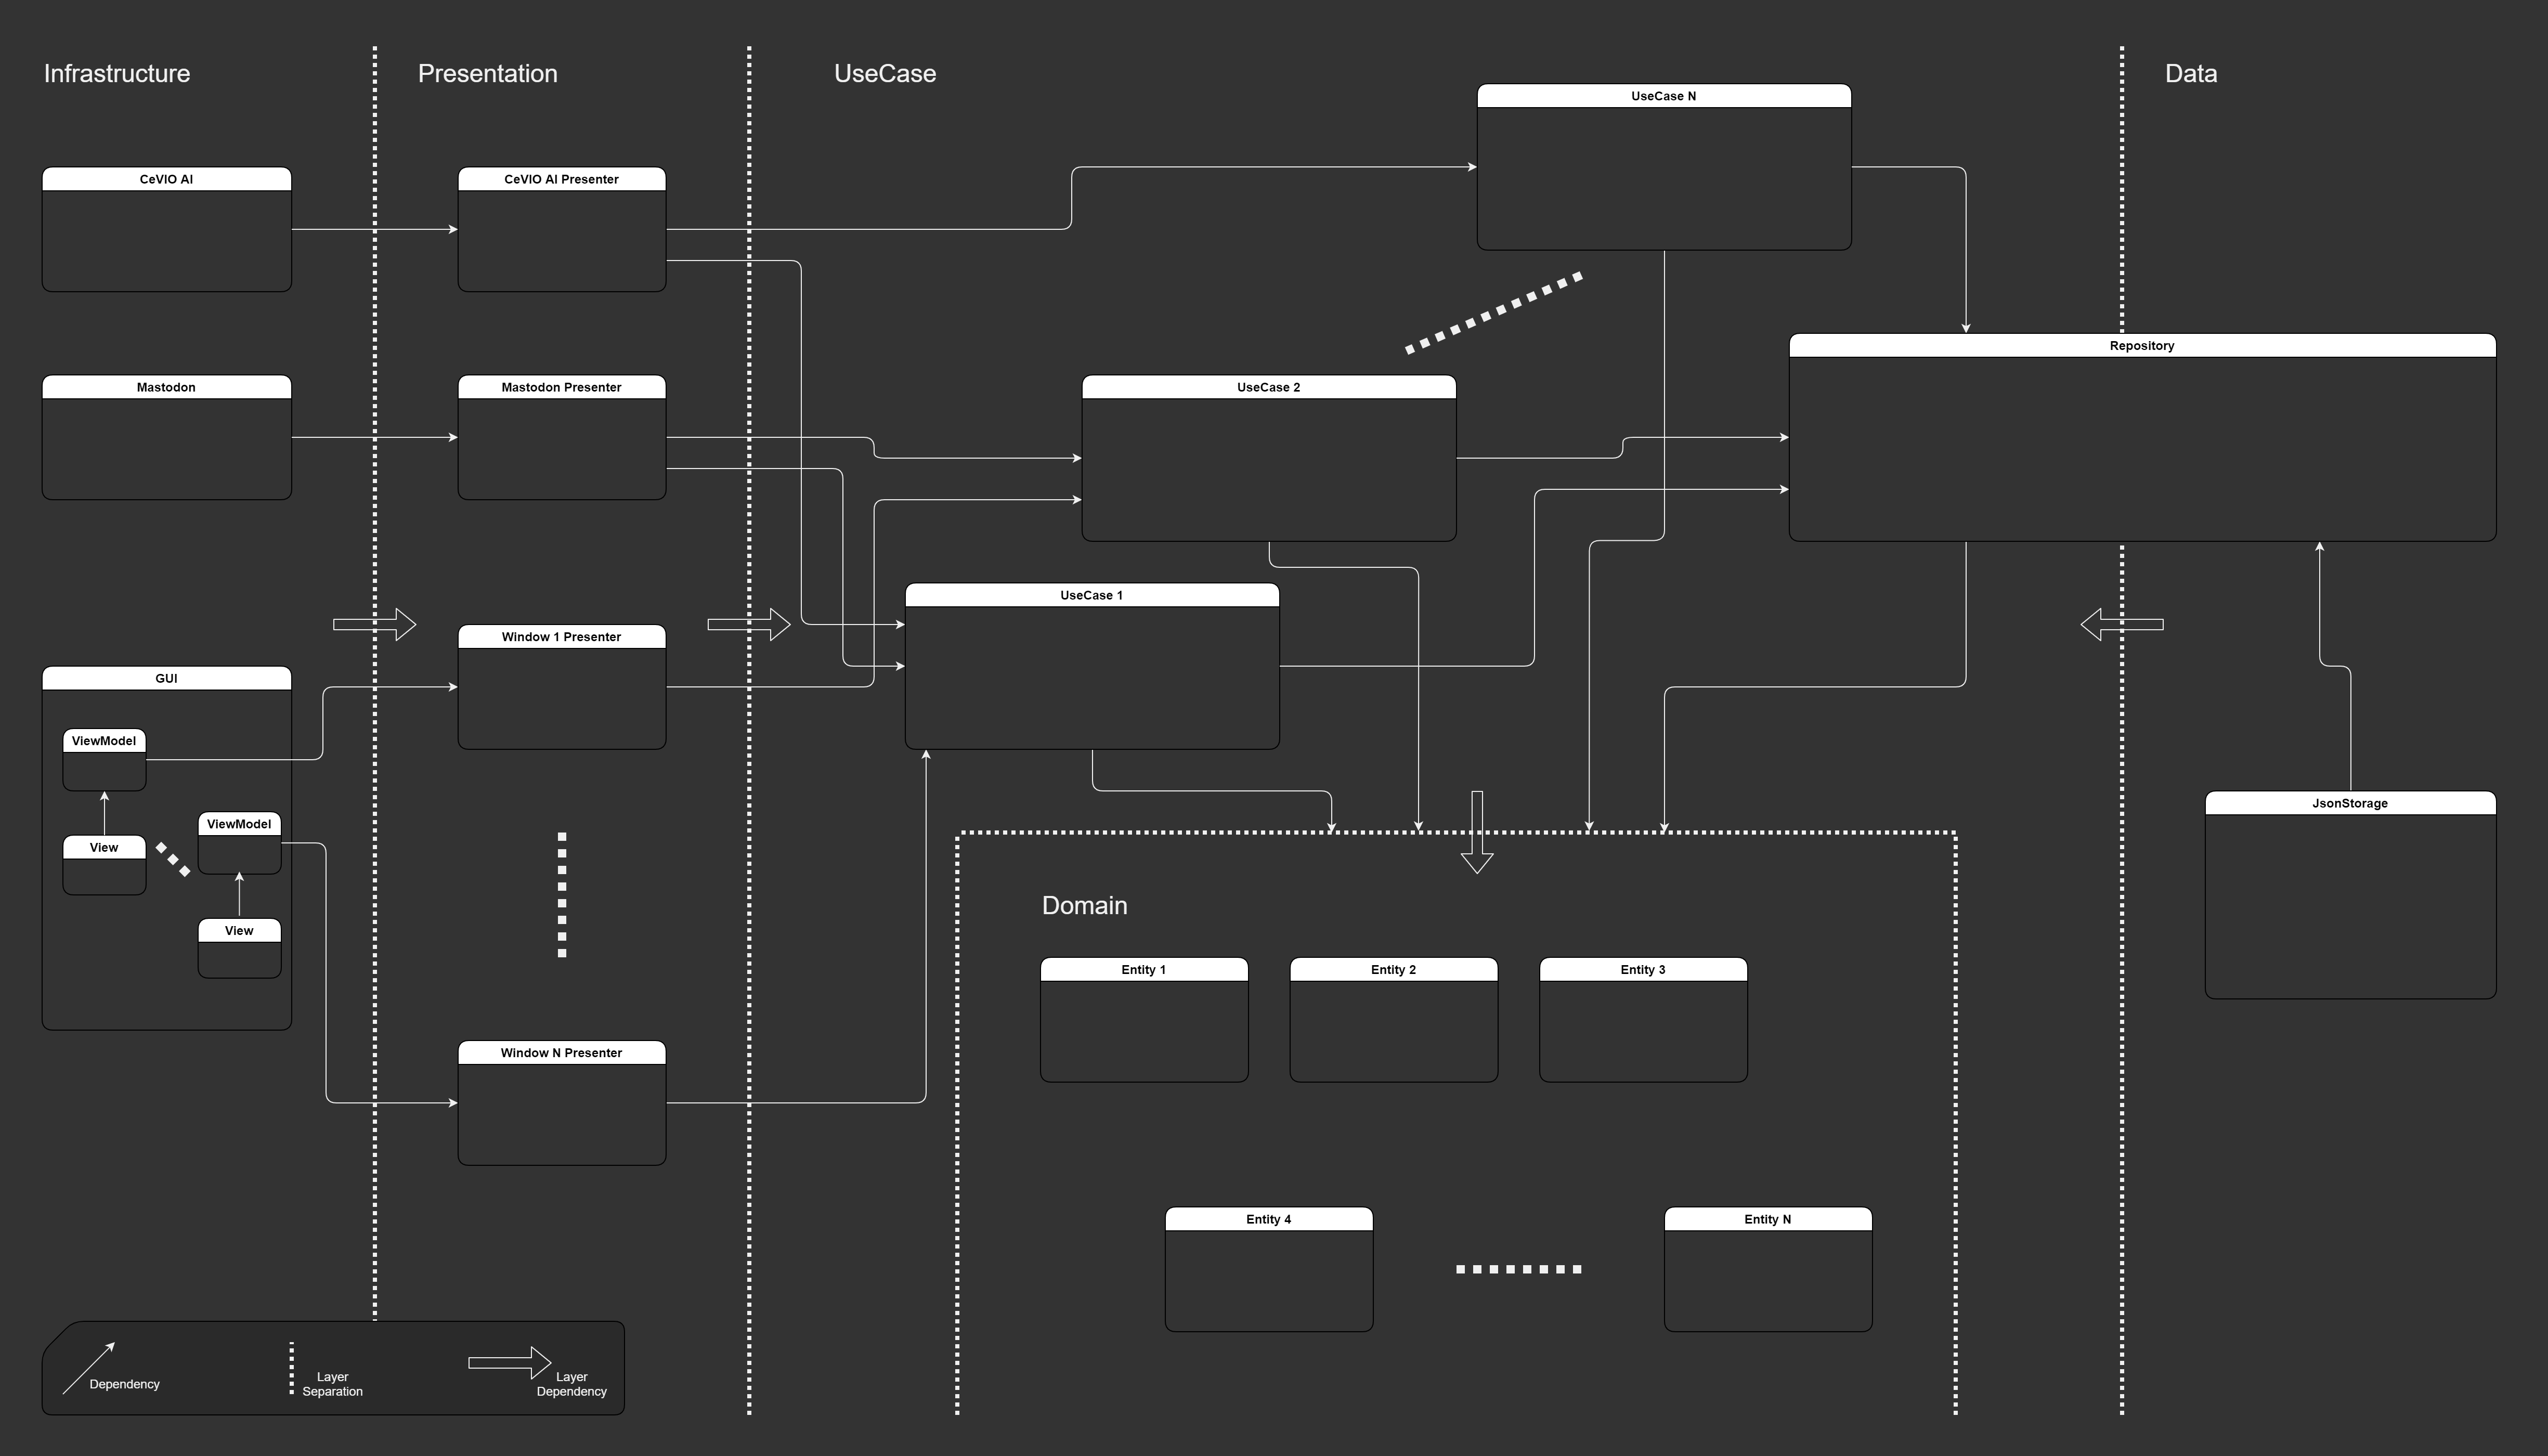 Infrastructure
Presentation
UseCase
Data
UseCase N
CeVIO AI
CeVIO AI Presenter
Repository
Mastodon
Mastodon Presenter
UseCase 2
UseCase 1
Window 1 Presenter
GUI
ViewModel
View
ViewModel
View
JsonStorage
Domain
Entity 1
Entity 2
Entity 3
Window N Presenter
Entity 4
Entity N
Dependency
Layer
Separation
Layer
Dependency